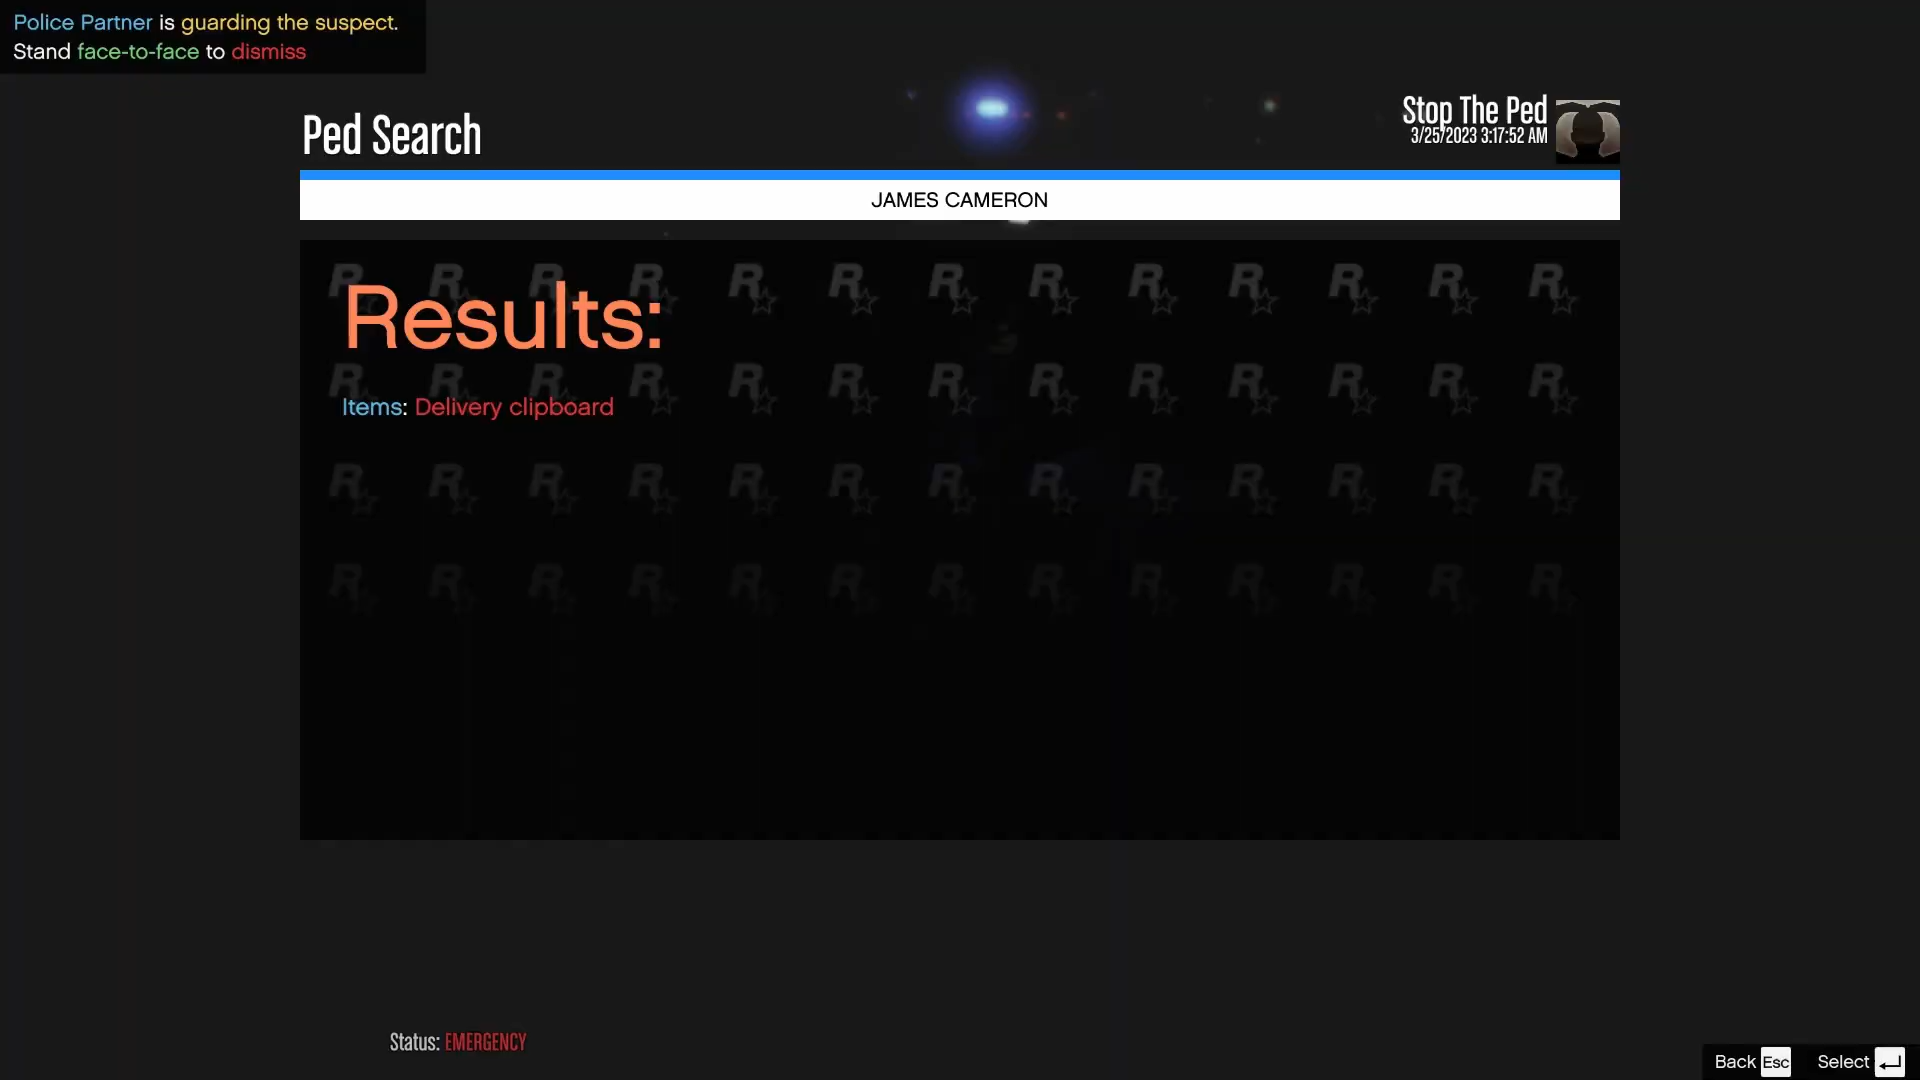 Police Partner is guarding the suspect.
Stand face-to-face to dismiss
Ped Search
Stop The Ped
3/25/2023 3:17:52 AM
JAMES CAMERON
Results:
Items: Delivery clipboard
Status: EMERGENCY
Back Esc Select